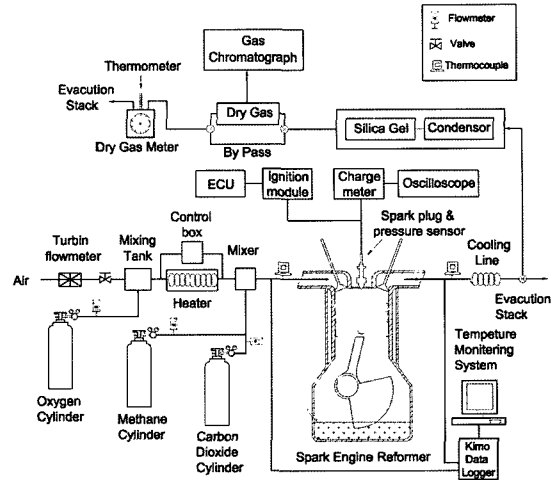 Flowmeter
Valve
Thermocouple
Gas
Chromatograph
Thermometer
Evacution
Stack
Dry Gas
Dry Gas Meter
By Pass
Silica Gel
Condensor
ECU
Ignition
module
Charge
meter
Oscilloscope
Spark plug &
pressure sensor
Control
box
Mixing
Tank
Turbin
flowmeter
Mixer
Cooling
Line
Air
Heater
Evacution
Stack
Oxygen
Cylinder
Methane
Cylinder
Carbon
Dioxide
Cylinder
Spark Engine Reformer
Tempeture
Monitering
System
Kimo
Data
Logger